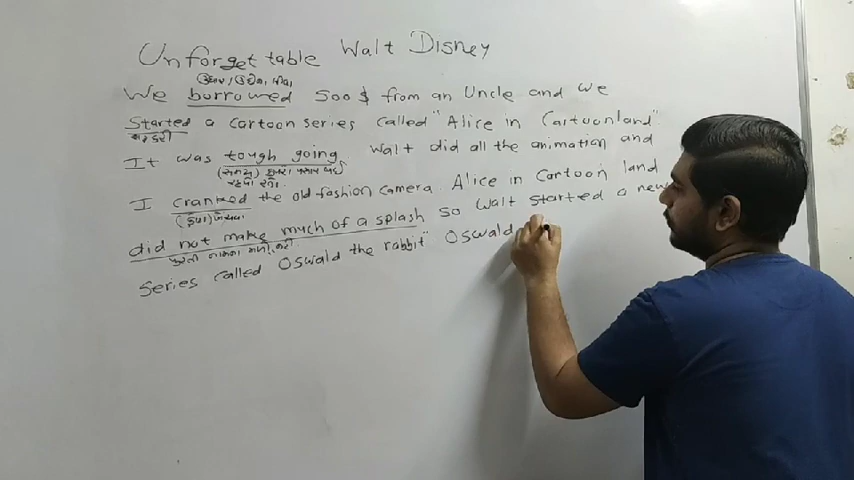 Unforgettable Walt Disney
We borrowed 500$ from an Uncle and we
Started a cartoon series called "Alice in Cartoonland"
It was tough going. Walt did all the animation and
I cranked the old fashion camera. Alice in Cartoon land
did not make much of a splash so Walt started a new
Series called Oswald the rabbit" Oswald